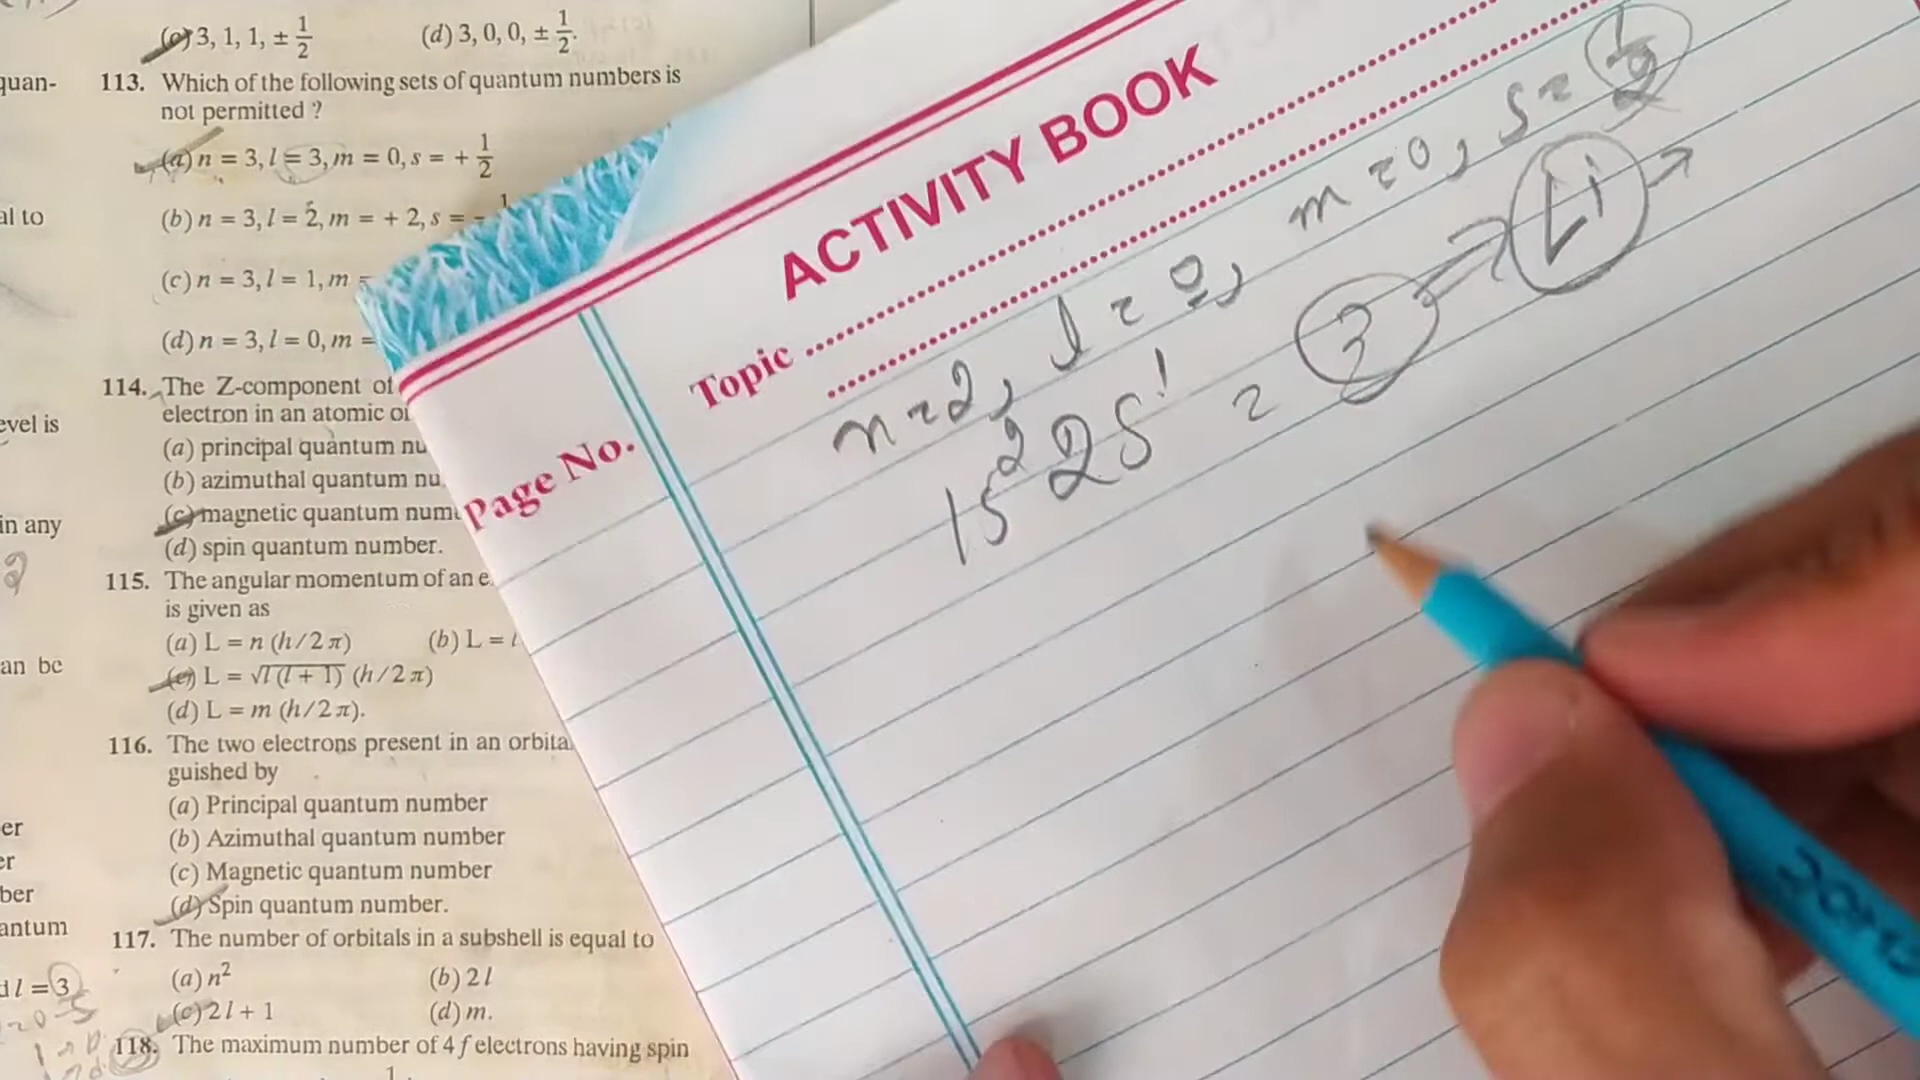 (c) 3, 1, 1, ± 1/2 (d) 3, 0, 0, ± 1/2.
quan-
113. Which of the following sets of quantum numbers is
not permitted ?
(a) n = 3, l = 3, m = 0, s = + 1/2
al to
(b) n = 3, l = 2, m = + 2, s = -
(c) n = 3, l = 1, m =
(d) n = 3, l = 0, m =
114. The Z-component of
electron in an atomic or
evel is
(a) principal quantum nu
(b) azimuthal quantum nu
(c) magnetic quantum num
in any
(d) spin quantum number.
2
115. The angular momentum of an e
is given as
(a) L = n (h/2 π) (b) L =
an be
(c) L = √l (l + 1) (h/2 π)
(d) L = m (h/2 π).
116. The two electrons present in an orbita
guished by
(a) Principal quantum number
er
(b) Azimuthal quantum number
er
(c) Magnetic quantum number
ber
(d) Spin quantum number.
antum
117. The number of orbitals in a subshell is equal to
(a) n² (b) 2 l
l = 3
(c) 2 l + 1 (d) m.
118. The maximum number of 4 f electrons having spin
ACTIVITY BOOK
Topic
Page No.
n = 2, l = 0, m = 0, s = 1/2
1s² 2s¹ = 3 ⇒ Li →